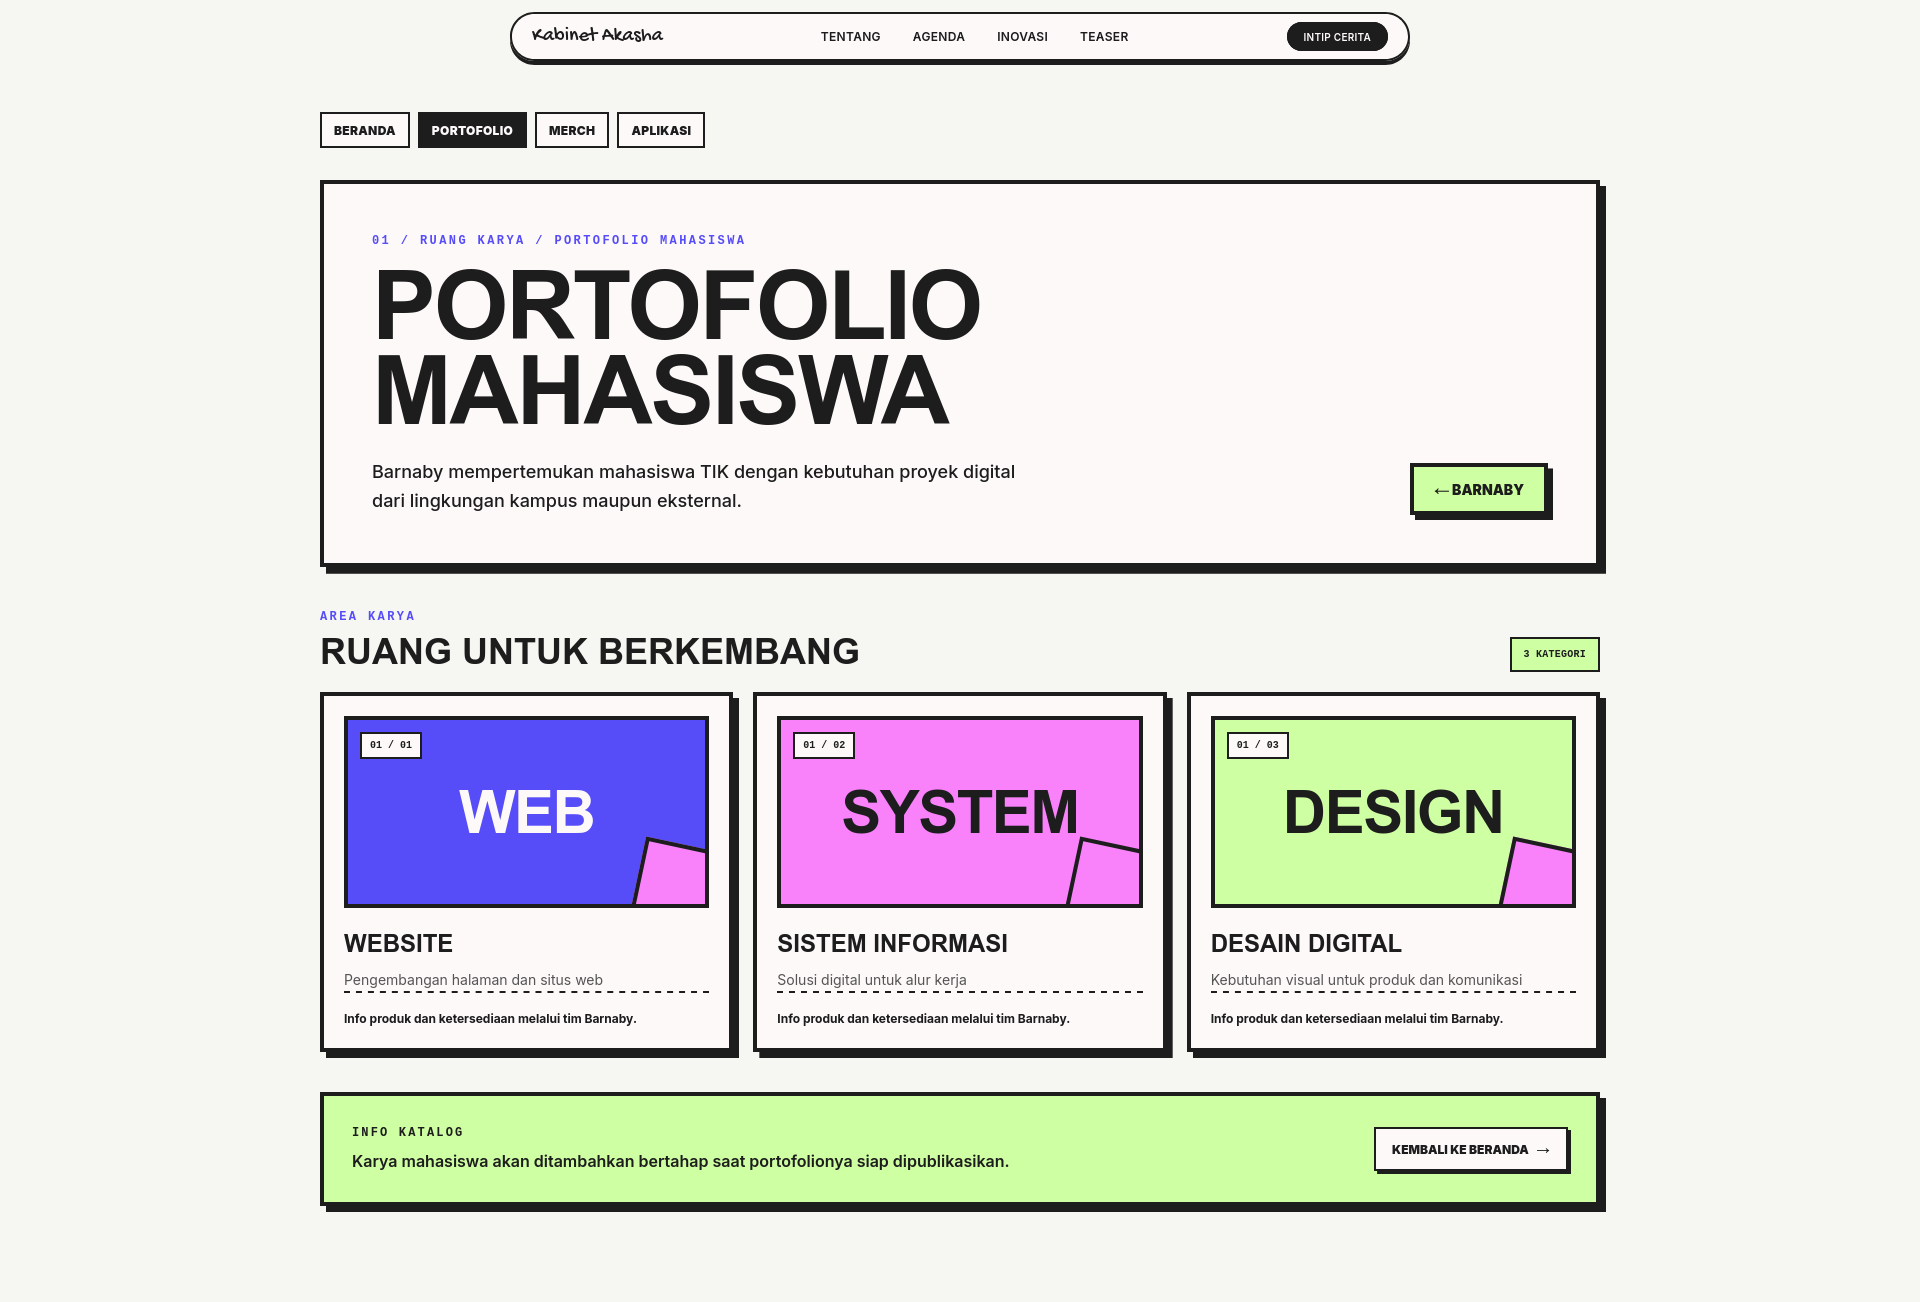 Kabinet Akasha
TENTANG
AGENDA
INOVASI
TEASER
INTIP CERITA
BERANDA
PORTOFOLIO
MERCH
APLIKASI
01 / RUANG KARYA / PORTOFOLIO MAHASISWA
PORTOFOLIO
MAHASISWA
Barnaby mempertemukan mahasiswa TIK dengan kebutuhan proyek digital
dari lingkungan kampus maupun eksternal.
← BARNABY
AREA KARYA
RUANG UNTUK BERKEMBANG
3 KATEGORI
01 / 01
WEB
WEBSITE
Pengembangan halaman dan situs web
Info produk dan ketersediaan melalui tim Barnaby.
01 / 02
SYSTEM
SISTEM INFORMASI
Solusi digital untuk alur kerja
Info produk dan ketersediaan melalui tim Barnaby.
01 / 03
DESIGN
DESAIN DIGITAL
Kebutuhan visual untuk produk dan komunikasi
Info produk dan ketersediaan melalui tim Barnaby.
INFO KATALOG
Karya mahasiswa akan ditambahkan bertahap saat portofolionya siap dipublikasikan.
KEMBALI KE BERANDA →